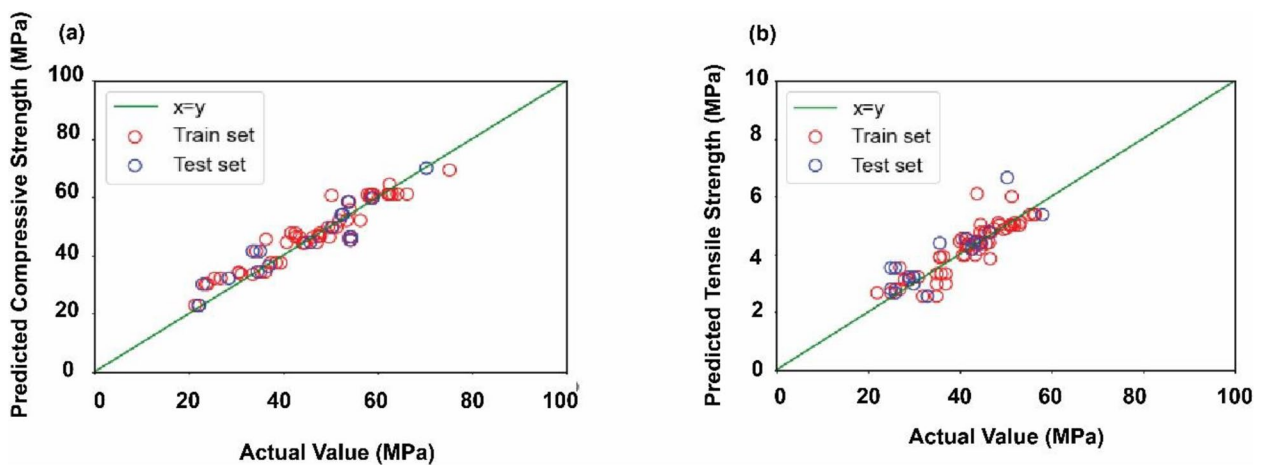 (a)
Predicted Compressive Strength (MPa)
100
80
60
40
20
0
x=y
Train set
Test set
0 20 40 60 80 100
Actual Value (MPa)
(b)
Predicted Tensile Strength (MPa)
10
8
6
4
2
0
x=y
Train set
Test set
0 20 40 60 80 100
Actual Value (MPa)